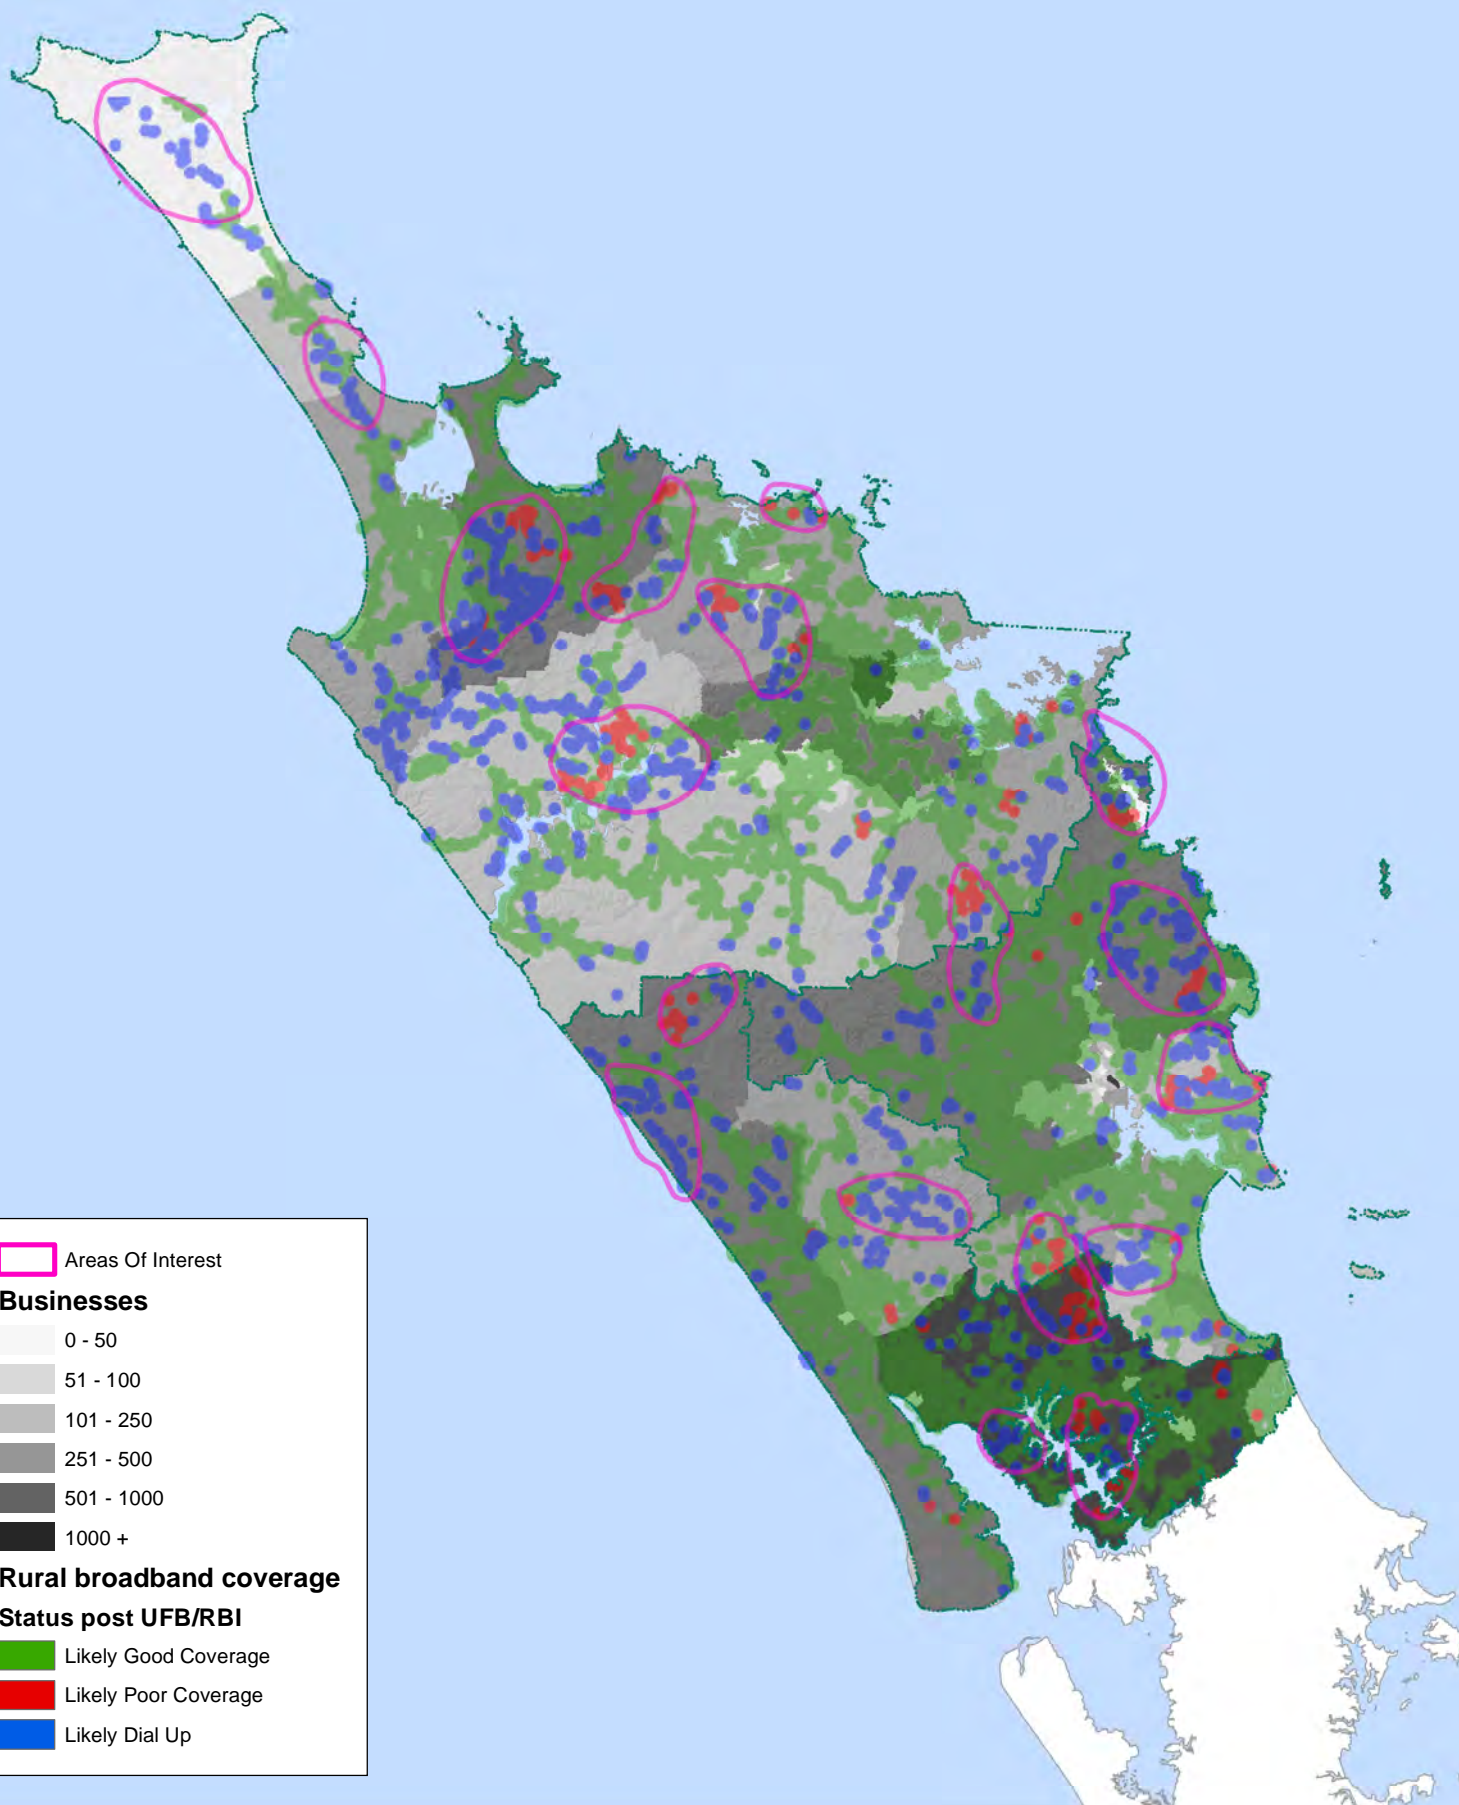 Areas Of Interest
Businesses
0 - 50
51 - 100
101 - 250
251 - 500
501 - 1000
1000 +
Rural broadband coverage
Status post UFB/RBI
Likely Good Coverage
Likely Poor Coverage
Likely Dial Up